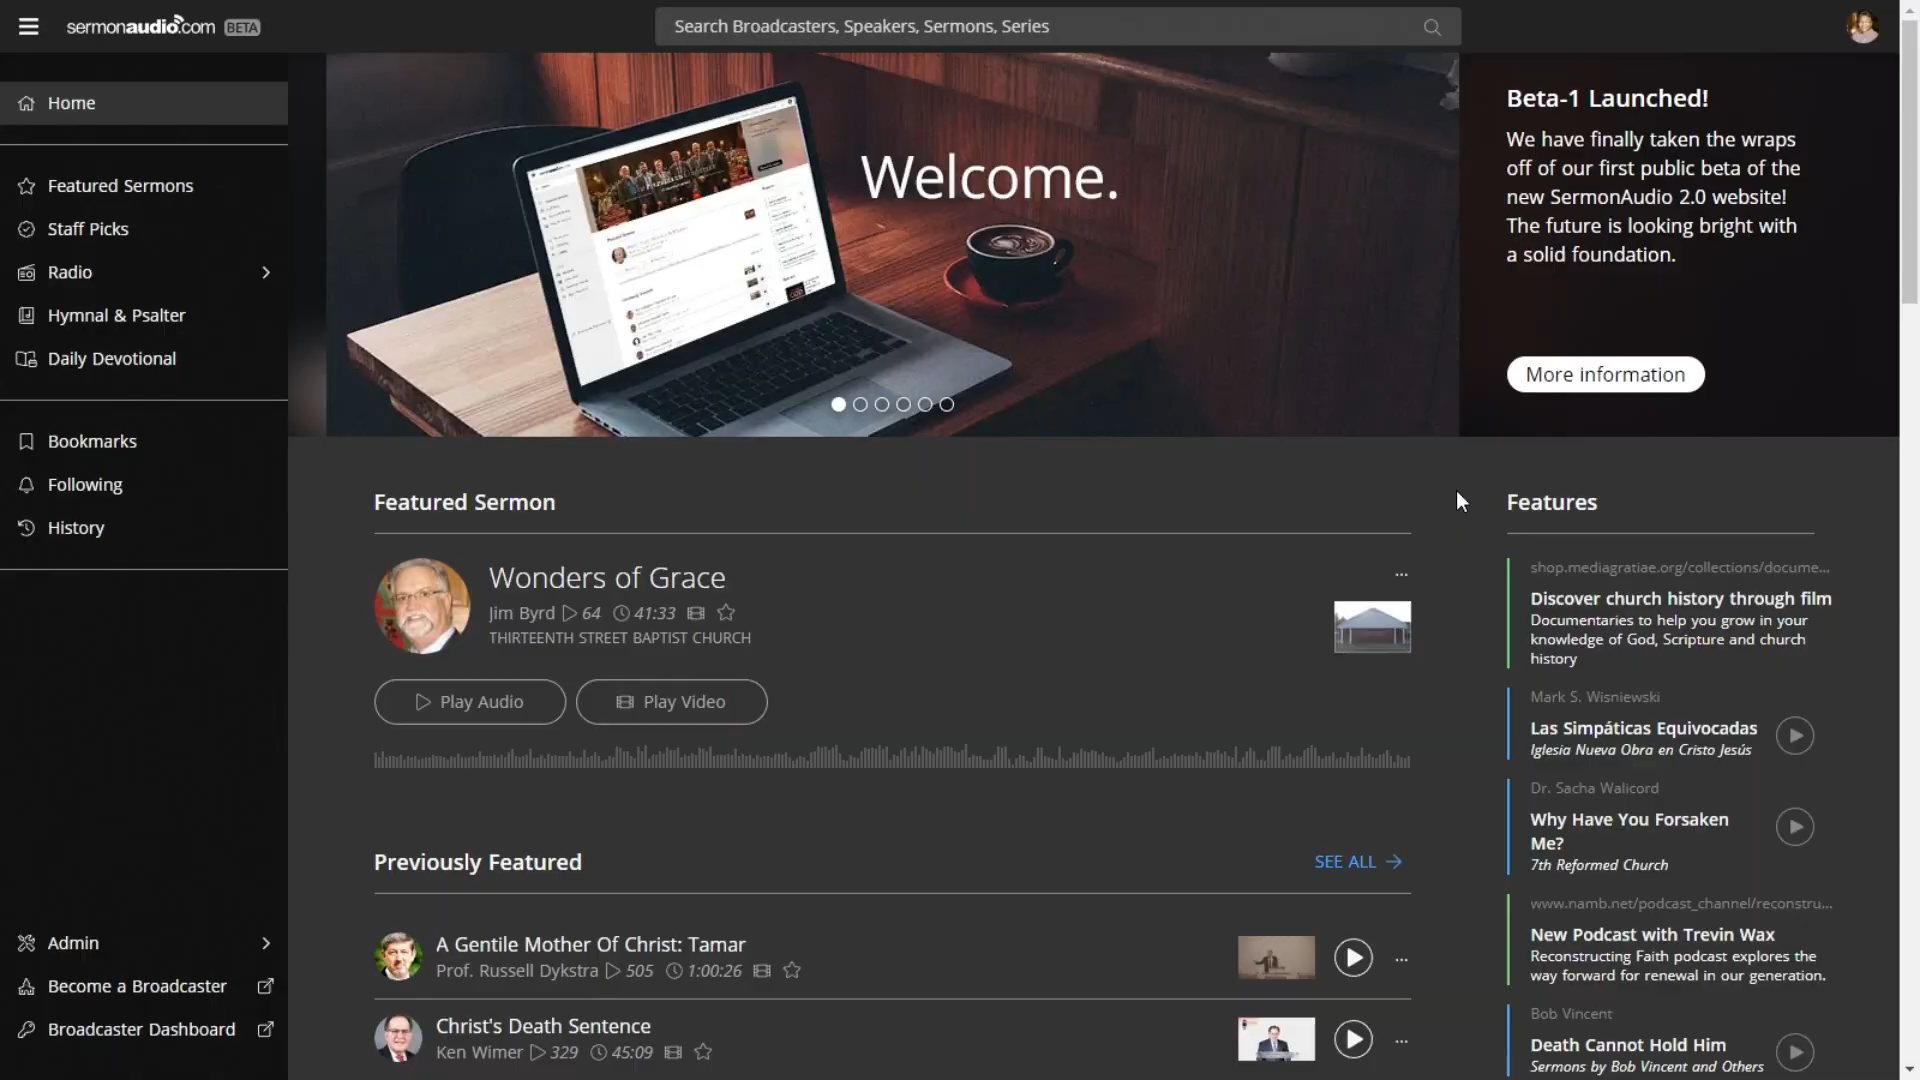 sermonaudio.com BETA
Search Broadcasters, Speakers, Sermons, Series
Home
Featured Sermons
Staff Picks
Radio
Hymnal & Psalter
Daily Devotional
Bookmarks
Following
History
Admin
Become a Broadcaster
Broadcaster Dashboard
Welcome.
Beta-1 Launched!
We have finally taken the wraps
off of our first public beta of the
new SermonAudio 2.0 website!
The future is looking bright with
a solid foundation.
More information
Featured Sermon
Wonders of Grace
Jim Byrd 64 41:33
THIRTEENTH STREET BAPTIST CHURCH
Play Audio
Play Video
Previously Featured
SEE ALL
A Gentile Mother Of Christ: Tamar
Prof. Russell Dykstra 505 1:00:26
Christ's Death Sentence
Ken Wimer 329 45:09
Features
shop.mediagratiae.org/collections/docume...
Discover church history through film
Documentaries to help you grow in your
knowledge of God, Scripture and church
history
Mark S. Wisniewski
Las Simpáticas Equivocadas
Iglesia Nueva Obra en Cristo Jesús
Dr. Sacha Walicord
Why Have You Forsaken
Me?
7th Reformed Church
www.namb.net/podcast_channel/reconstru...
New Podcast with Trevin Wax
Reconstructing Faith podcast explores the
way forward for renewal in our generation.
Bob Vincent
Death Cannot Hold Him
Sermons by Bob Vincent and Others